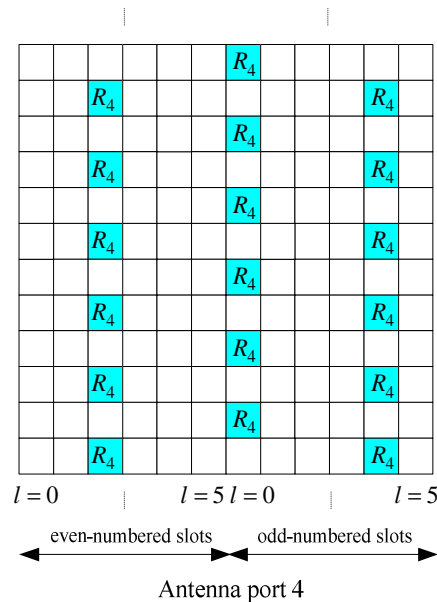 R₄
R₄ R₄
R₄
R₄ R₄
R₄
R₄ R₄
R₄
R₄ R₄
R₄
R₄ R₄
R₄
R₄ R₄
l = 0 l = 5 l = 0 l = 5
even-numbered slots odd-numbered slots
Antenna port 4